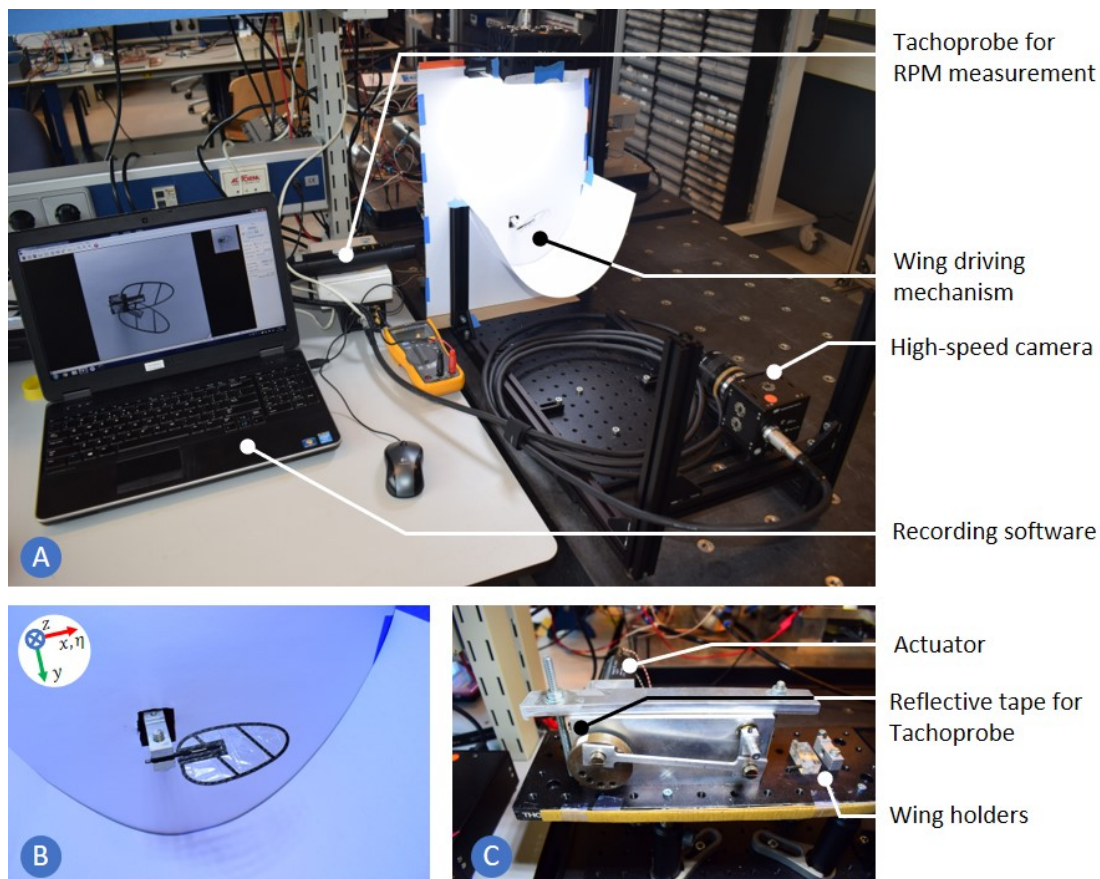 Tachoprobe for
RPM measurement
Wing driving
mechanism
High-speed camera
Recording software
A
z
x, η
y
B
Actuator
Reflective tape for
Tachoprobe
Wing holders
C
THO